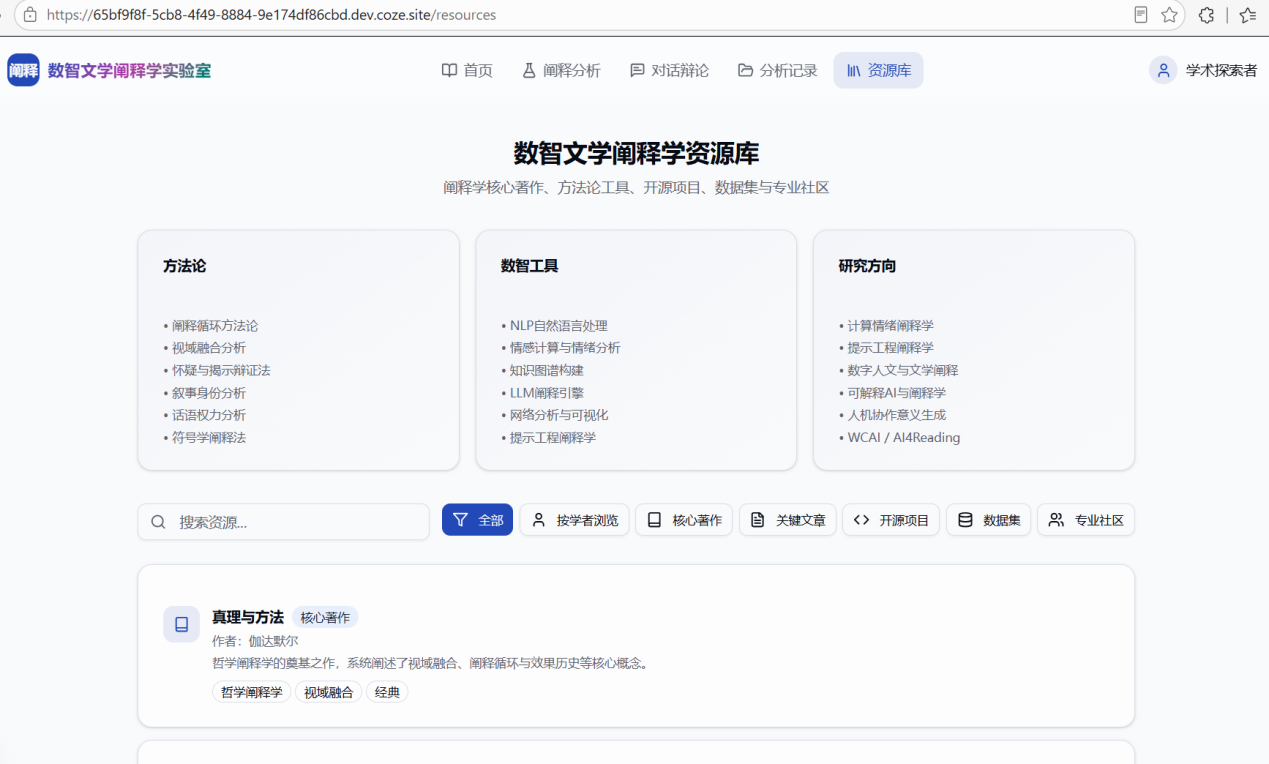 https://65bf9f8f-5cb8-4f49-8884-9e174df86cbd.dev.coze.site/resources
阐释 数智文学阐释学实验室 首页 阐释分析 对话辩论 分析记录 资源库 学术探索者
数智文学阐释学资源库
阐释学核心著作、方法论工具、开源项目、数据集与专业社区
方法论
• 阐释循环方法论
• 视域融合分析
• 怀疑与揭示辩证法
• 叙事身份分析
• 话语权力分析
• 符号学阐释法
数智工具
• NLP自然语言处理
• 情感计算与情绪分析
• 知识图谱构建
• LLM阐释引擎
• 网络分析与可视化
• 提示工程阐释学
研究方向
• 计算情绪阐释学
• 提示工程阐释学
• 数字人文与文学阐释
• 可解释AI与阐释学
• 人机协作意义生成
• WCAI / AI4Reading
搜索资源... 全部 按学者浏览 核心著作 关键文章 开源项目 数据集 专业社区
真理与方法 核心著作
作者：伽达默尔
哲学阐释学的奠基之作，系统阐述了视域融合、阐释循环与效果历史等核心概念。
哲学阐释学 视域融合 经典